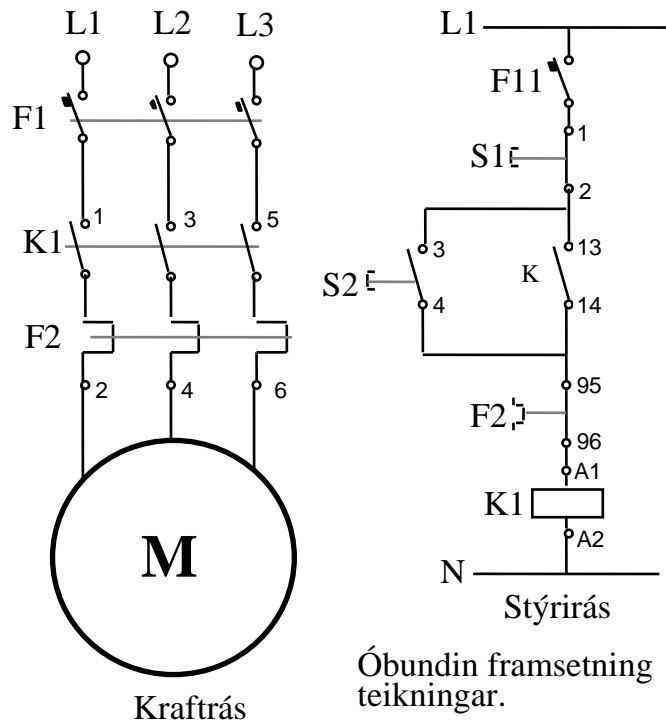 L1 L2 L3
F1
1 3 5
K1
F2
2 4 6
M
Kraftrás
L1
F11
1
S1
2
3 13
S2 K
4 14
95
F2
96
A1
K1
A2
N
Stýrirás
Óbundin framsetning
teikningar.